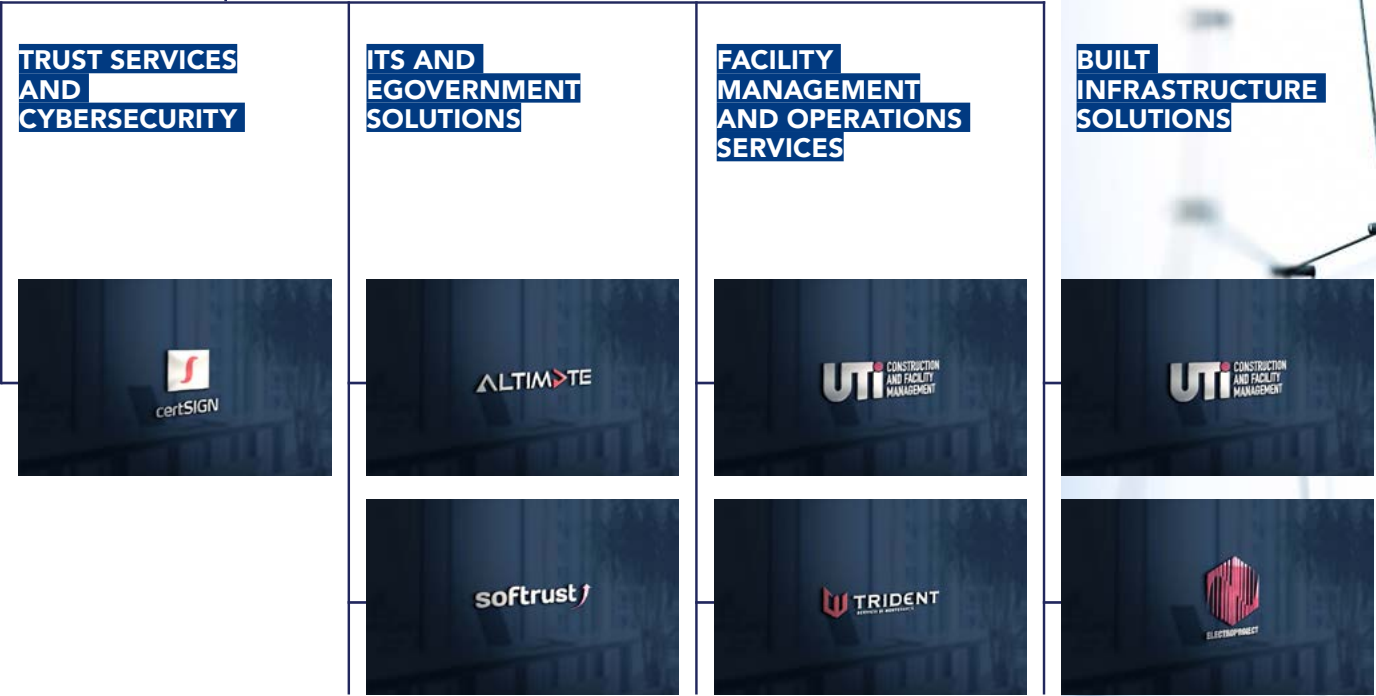 TRUST SERVICES
AND
CYBERSECURITY
ITS AND
EGOVERNMENT
SOLUTIONS
FACILITY
MANAGEMENT
AND OPERATIONS
SERVICES
BUILT
INFRASTRUCTURE
SOLUTIONS
certSIGN
ALTIMATE
UTi CONSTRUCTION
AND FACILITY
MANAGEMENT
UTi CONSTRUCTION
AND FACILITY
MANAGEMENT
softrust
TRIDENT
ELECTROPROIECT